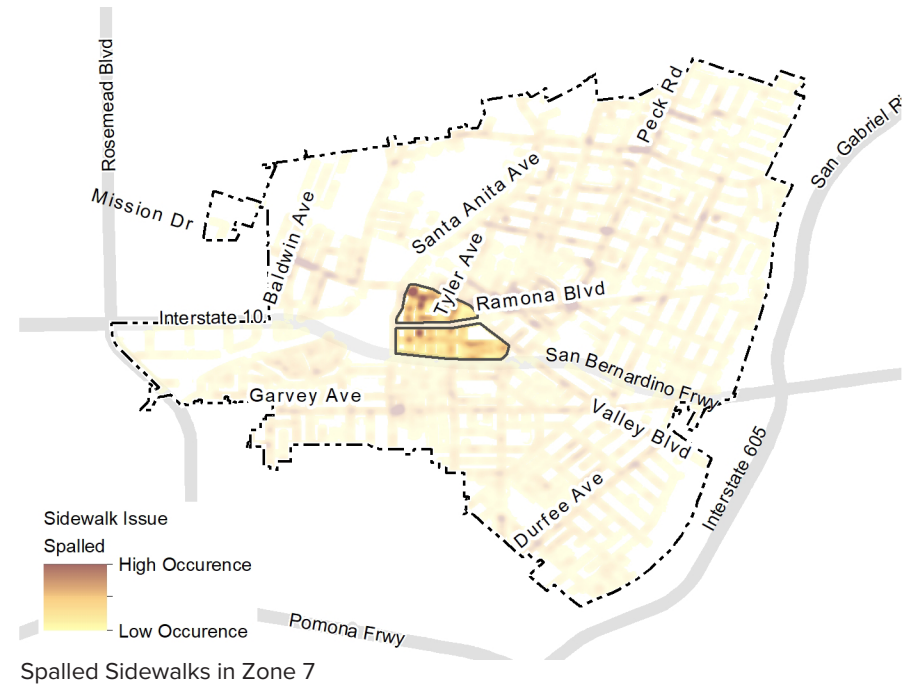 Rosemead Blvd
Peck Rd
San Gabriel
Mission Dr
Baldwin Ave
Santa Anita Ave
Tyler Ave
Ramona Blvd
Interstate 10
San Bernardino Frwy
Garvey Ave
Valley Blvd
Interstate 605
Durfee Ave
Sidewalk Issue
Spalled
High Occurence
Low Occurence
Pomona Frwy
Spalled Sidewalks in Zone 7